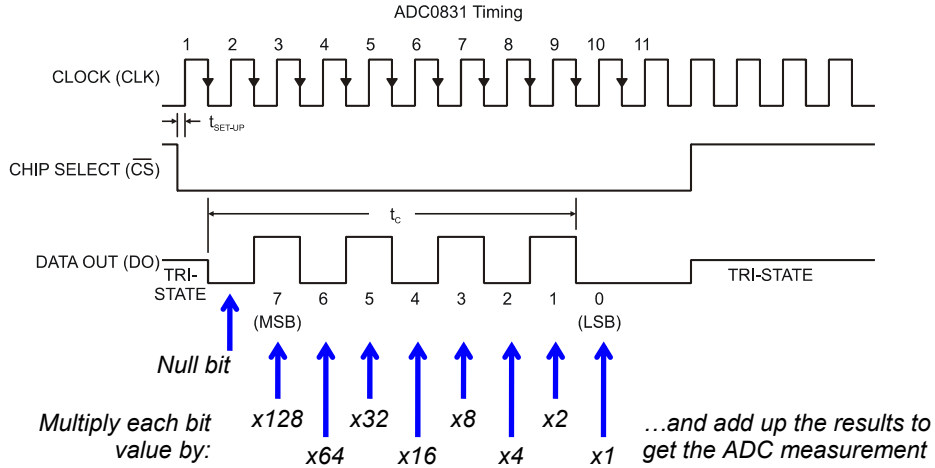 ADC0831 Timing
1 2 3 4 5 6 7 8 9 10 11
CLOCK (CLK)
tSET-UP
CHIP SELECT (C̅S̅)
tC
DATA OUT (DO)
TRI-
STATE
TRI-STATE
7 6 5 4 3 2 1 0
(MSB) (LSB)
Null bit
Multiply each bit
value by:
x128 x32 x8 x2
x64 x16 x4 x1
…and add up the results to
get the ADC measurement